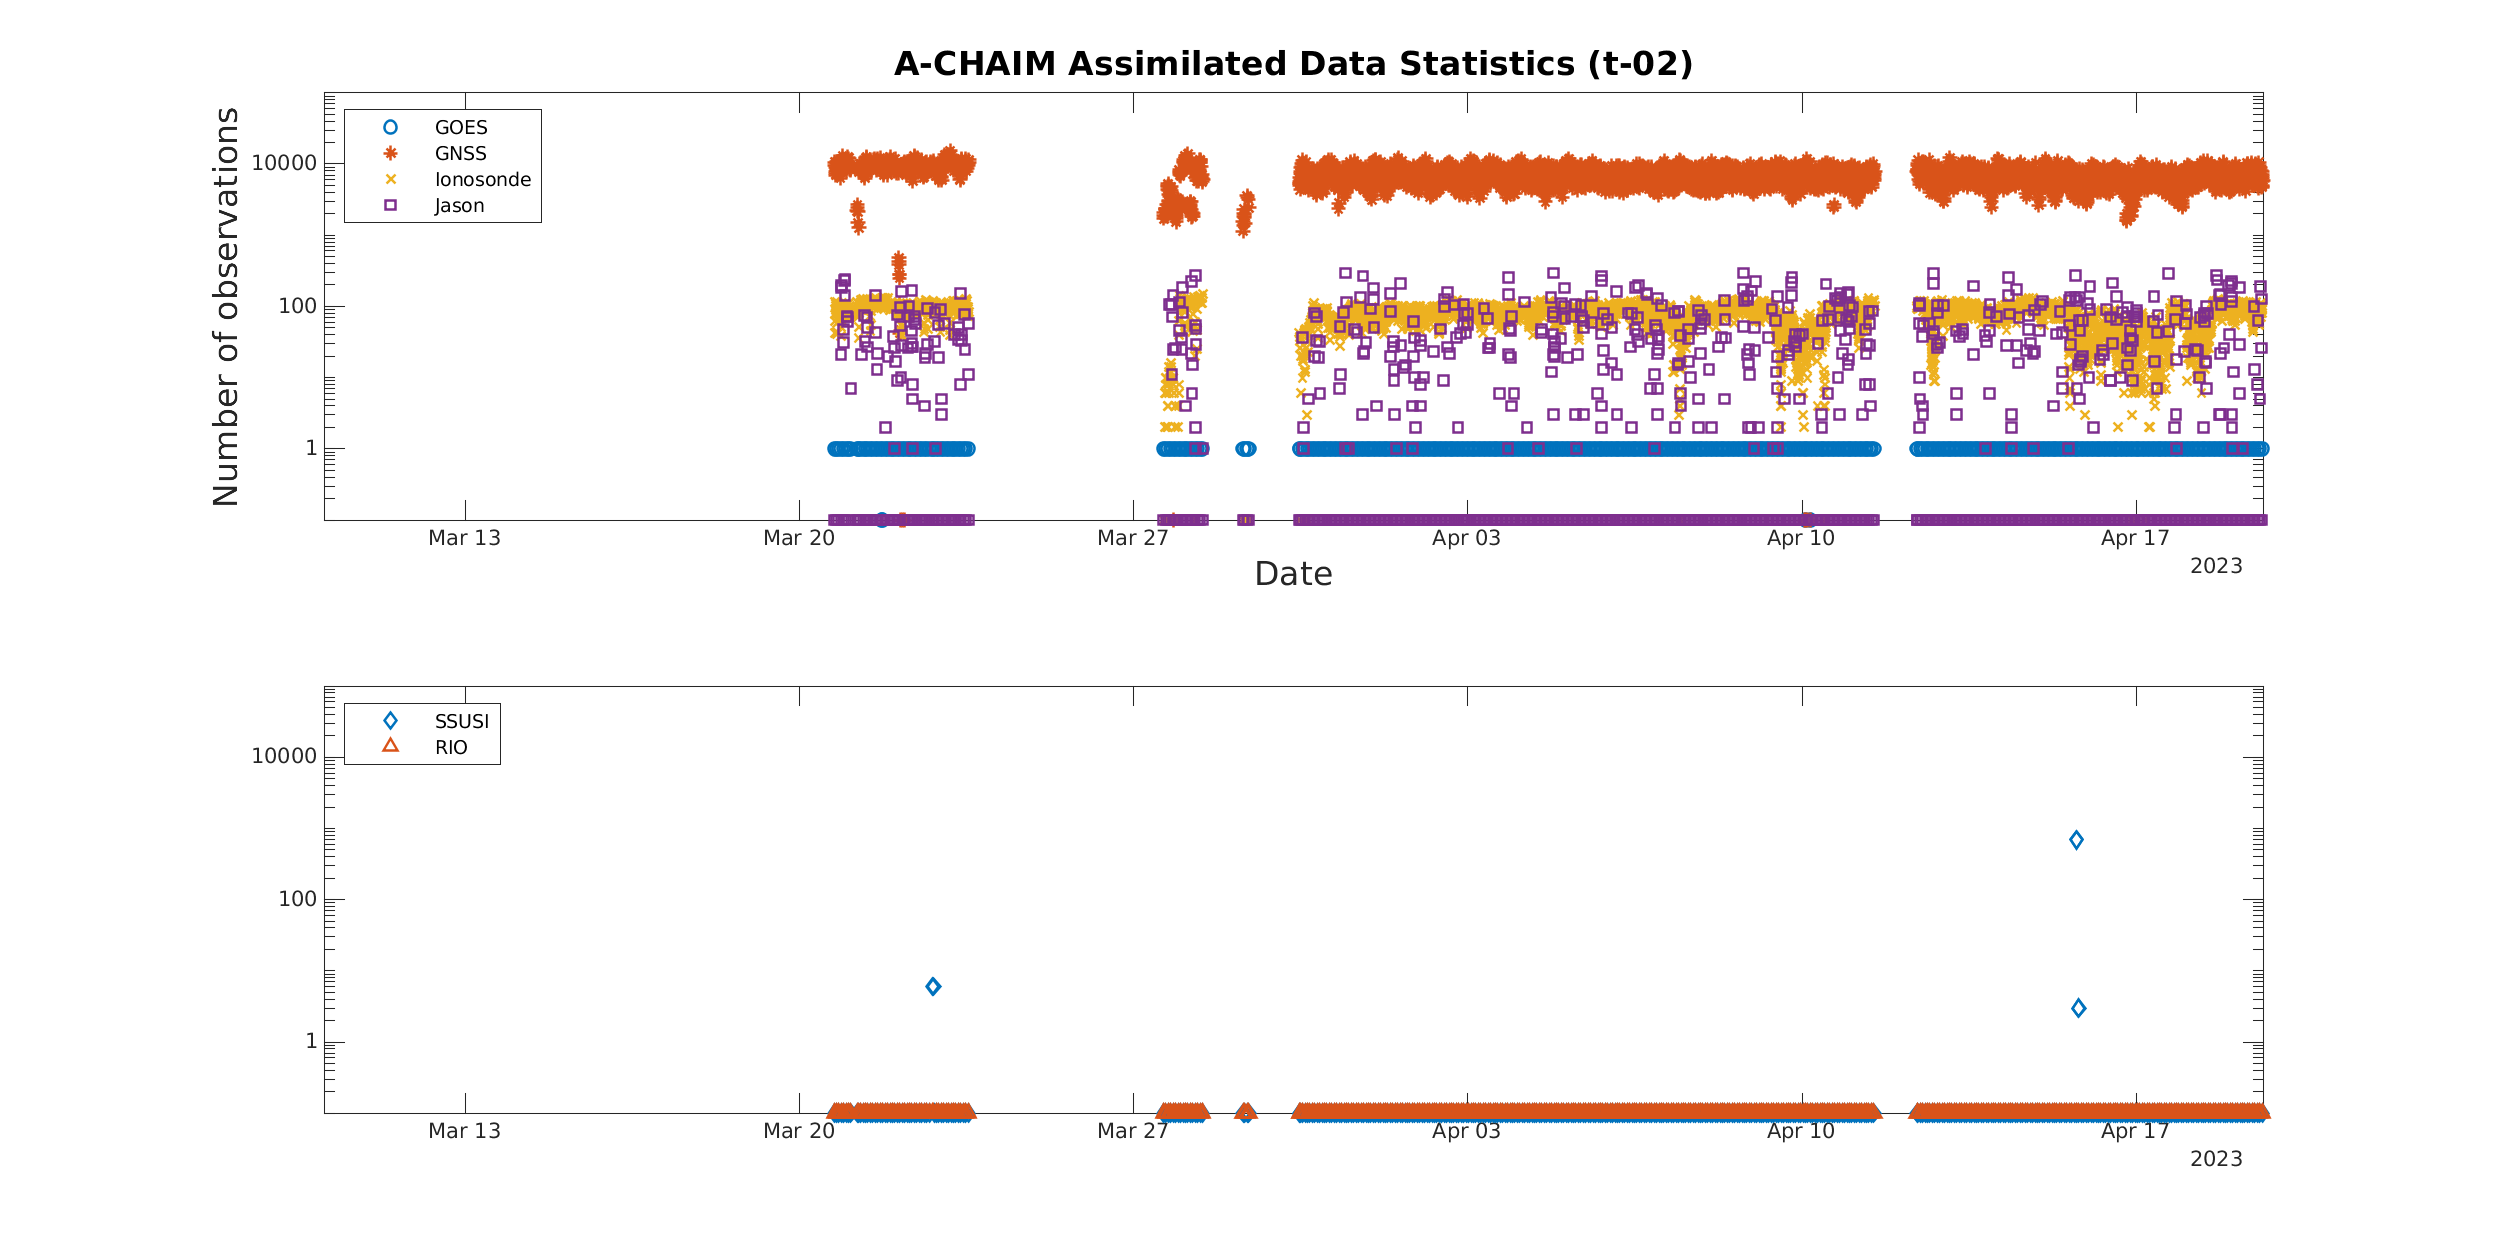 A-CHAIM Assimilated Data Statistics (t-02)
Number of observations
10000
100
1
GOES
GNSS
Ionosonde
Jason
Mar 13
Mar 20
Mar 27
Apr 03
Apr 10
Apr 17
2023
Date
10000
100
1
SSUSI
RIO
Mar 13
Mar 20
Mar 27
Apr 03
Apr 10
Apr 17
2023